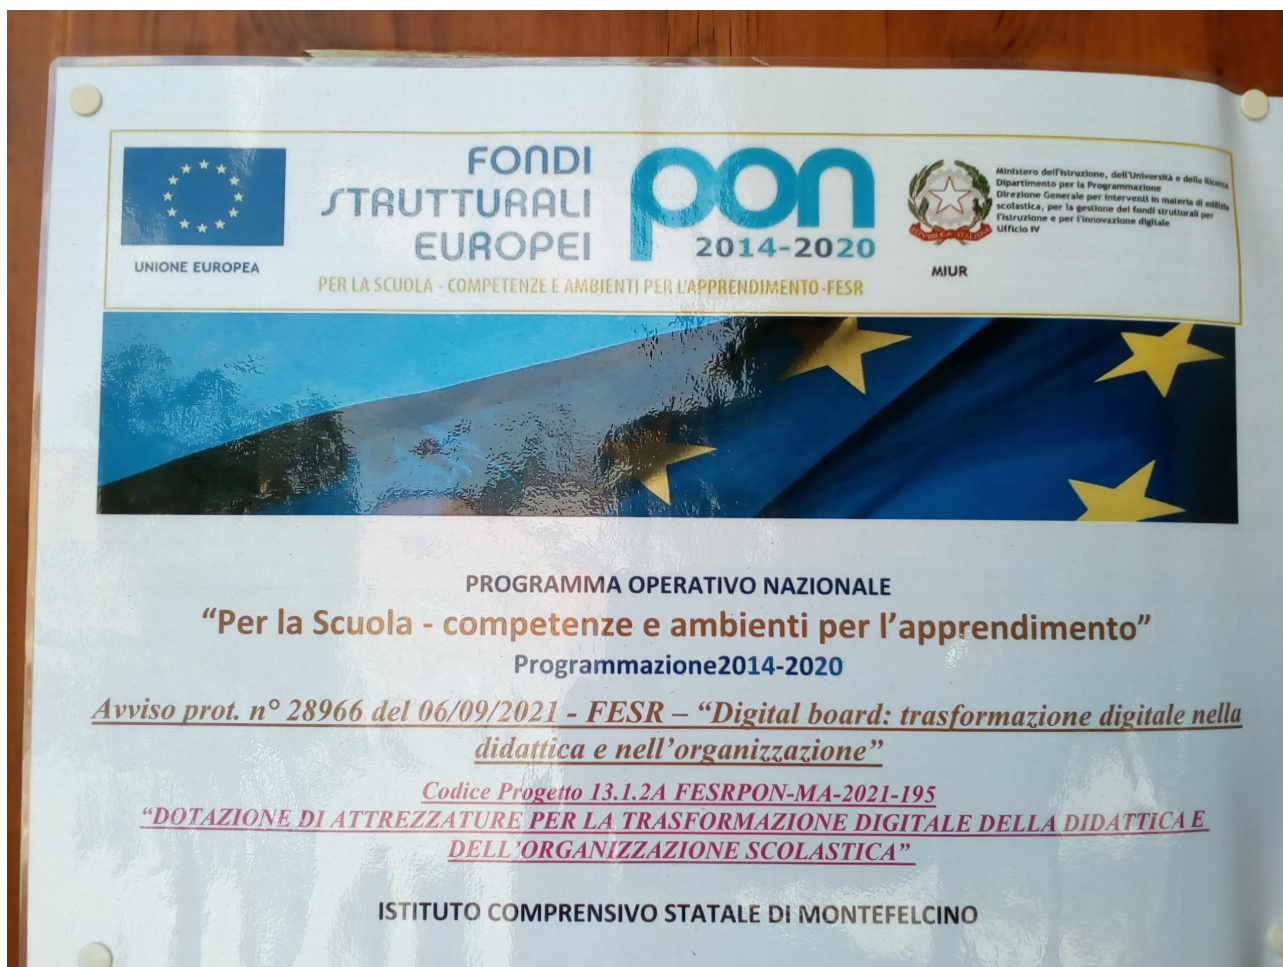 FONDI
STRUTTURALI
EUROPEI
pon
2014-2020
UNIONE EUROPEA
PER LA SCUOLA - COMPETENZE E AMBIENTI PER L'APPRENDIMENTO-FESR
Ministero dell'Istruzione, dell'Università e della Ricerca
Dipartimento per la Programmazione
Direzione Generale per interventi in materia di edilizia
scolastica, per la gestione dei fondi strutturali per
l'istruzione e per l'innovazione digitale
Ufficio IV
REPUBBLICA ITALIANA
MIUR
PROGRAMMA OPERATIVO NAZIONALE
“Per la Scuola - competenze e ambienti per l’apprendimento”
Programmazione2014-2020
Avviso prot. n° 28966 del 06/09/2021 - FESR – “Digital board: trasformazione digitale nella
didattica e nell’organizzazione”
Codice Progetto 13.1.2A FESRPON-MA-2021-195
“DOTAZIONE DI ATTREZZATURE PER LA TRASFORMAZIONE DIGITALE DELLA DIDATTiCA E
DELL’ORGANIZZAZIONE SCOLASTICA”
ISTITUTO COMPRENSIVO STATALE DI MONTEFELCINO